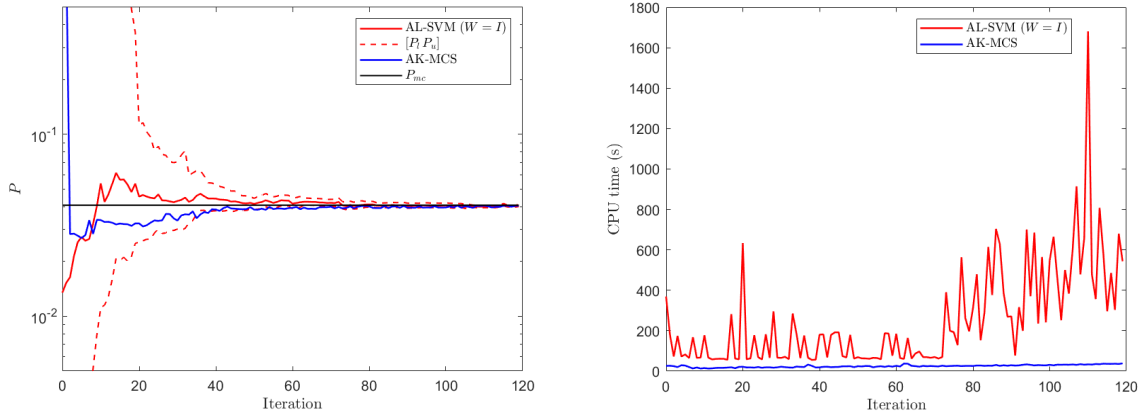 AL-SVM (W = I)
[P_l P_u]
AK-MCS
P_mc
10^-1
10^-2
P
0 20 40 60 80 100 120
Iteration
AL-SVM (W = I)
AK-MCS
1800
1600
1400
1200
1000
800
600
400
200
0
CPU time (s)
0 20 40 60 80 100 120
Iteration